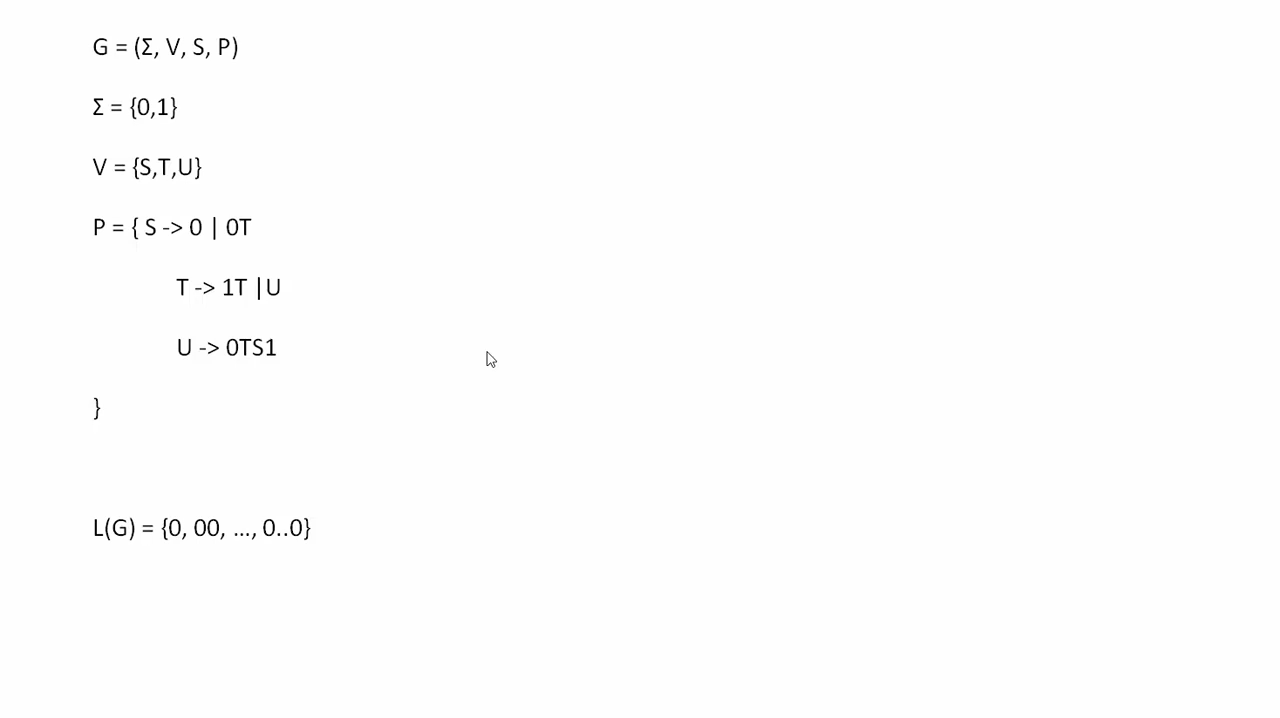 G = (Σ, V, S, P)
Σ = {0,1}
V = {S,T,U}
P = { S -> 0 | 0T
T -> 1T |U
U -> 0TS1
}
L(G) = {0, 00, ..., 0..0}